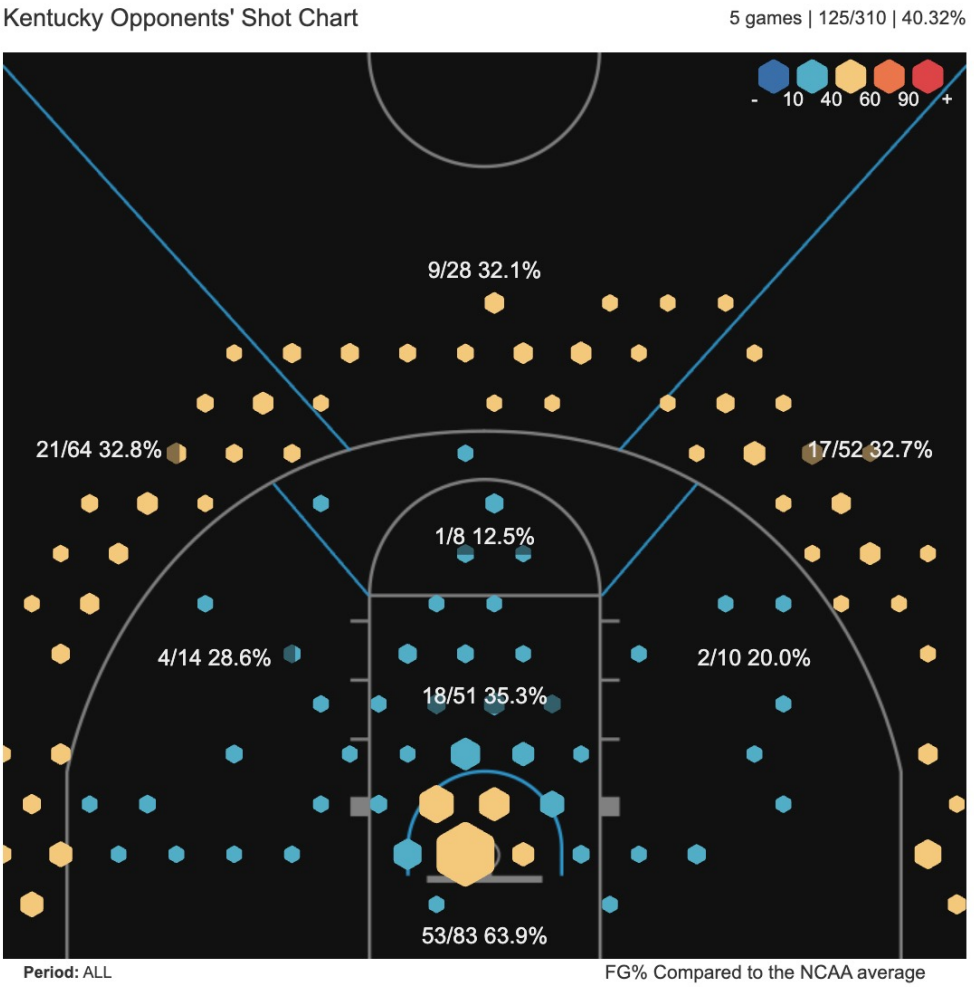 Kentucky Opponents' Shot Chart
5 games | 125/310 | 40.32%
- 10 40 60 90 +
9/28 32.1%
21/64 32.8%
17/52 32.7%
1/8 12.5%
4/14 28.6%
2/10 20.0%
18/51 35.3%
53/83 63.9%
Period: ALL
FG% Compared to the NCAA average